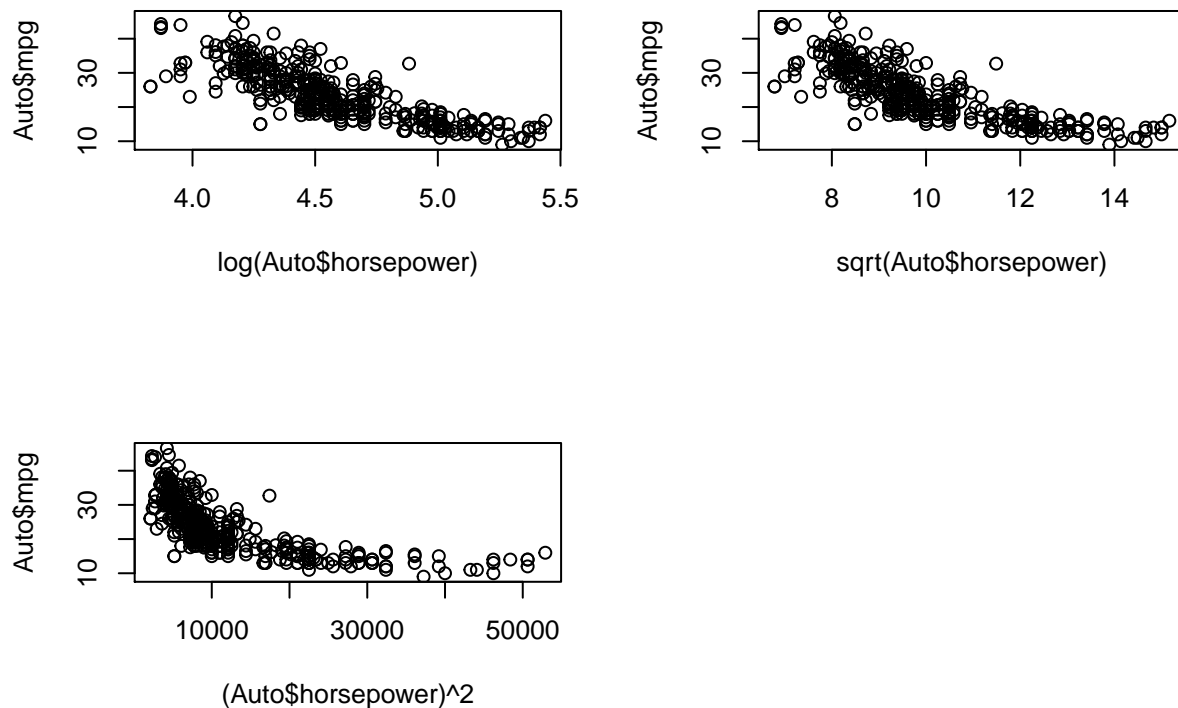 Auto$mpg
10
30
4.0
4.5
5.0
5.5
log(Auto$horsepower)
Auto$mpg
10
30
8
10
12
14
sqrt(Auto$horsepower)
Auto$mpg
10
30
10000
30000
50000
(Auto$horsepower)^2